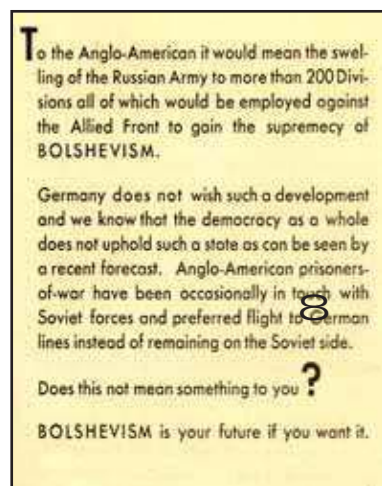 To the Anglo-American it would mean the swel-
ling of the Russian Army to more than 200 Divi-
sions all of which would be employed against
the Allied Front to gain the supremecy of
BOLSHEVISM.
Germany does not wish such a development
and we know that the democracy as a whole
does not uphold such a state as can be seen by
a recent forecast. Anglo-American prisoners-
of-war have been occasionally in touch with
Soviet forces and preferred flight to German
lines instead of remaining on the Soviet side.
Does this not mean something to you?
BOLSHEVISM is your future if you want it.